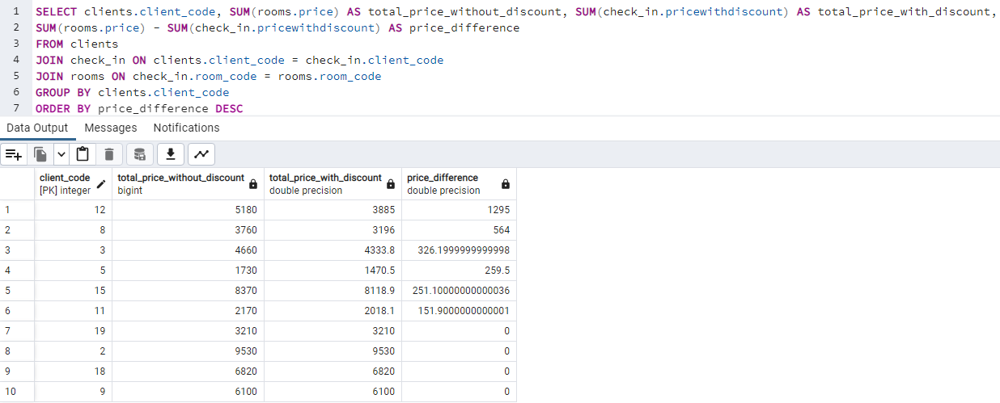 1 SELECT clients.client_code, SUM(rooms.price) AS total_price_without_discount, SUM(check_in.pricewithdiscount) AS total_price_with_discount,
2 SUM(rooms.price) - SUM(check_in.pricewithdiscount) AS price_difference
3 FROM clients
4 JOIN check_in ON clients.client_code = check_in.client_code
5 JOIN rooms ON check_in.room_code = rooms.room_code
6 GROUP BY clients.client_code
7 ORDER BY price_difference DESC
Data Output Messages Notifications
client_code total_price_without_discount total_price_with_discount price_difference
[PK] integer bigint double precision double precision
1 12 5180 3885 1295
2 8 3760 3196 564
3 3 4660 4333.8 326.1999999999998
4 5 1730 1470.5 259.5
5 15 8370 8118.9 251.10000000000036
6 11 2170 2018.1 151.9000000000001
7 19 3210 3210 0
8 2 9530 9530 0
9 18 6820 6820 0
10 9 6100 6100 0